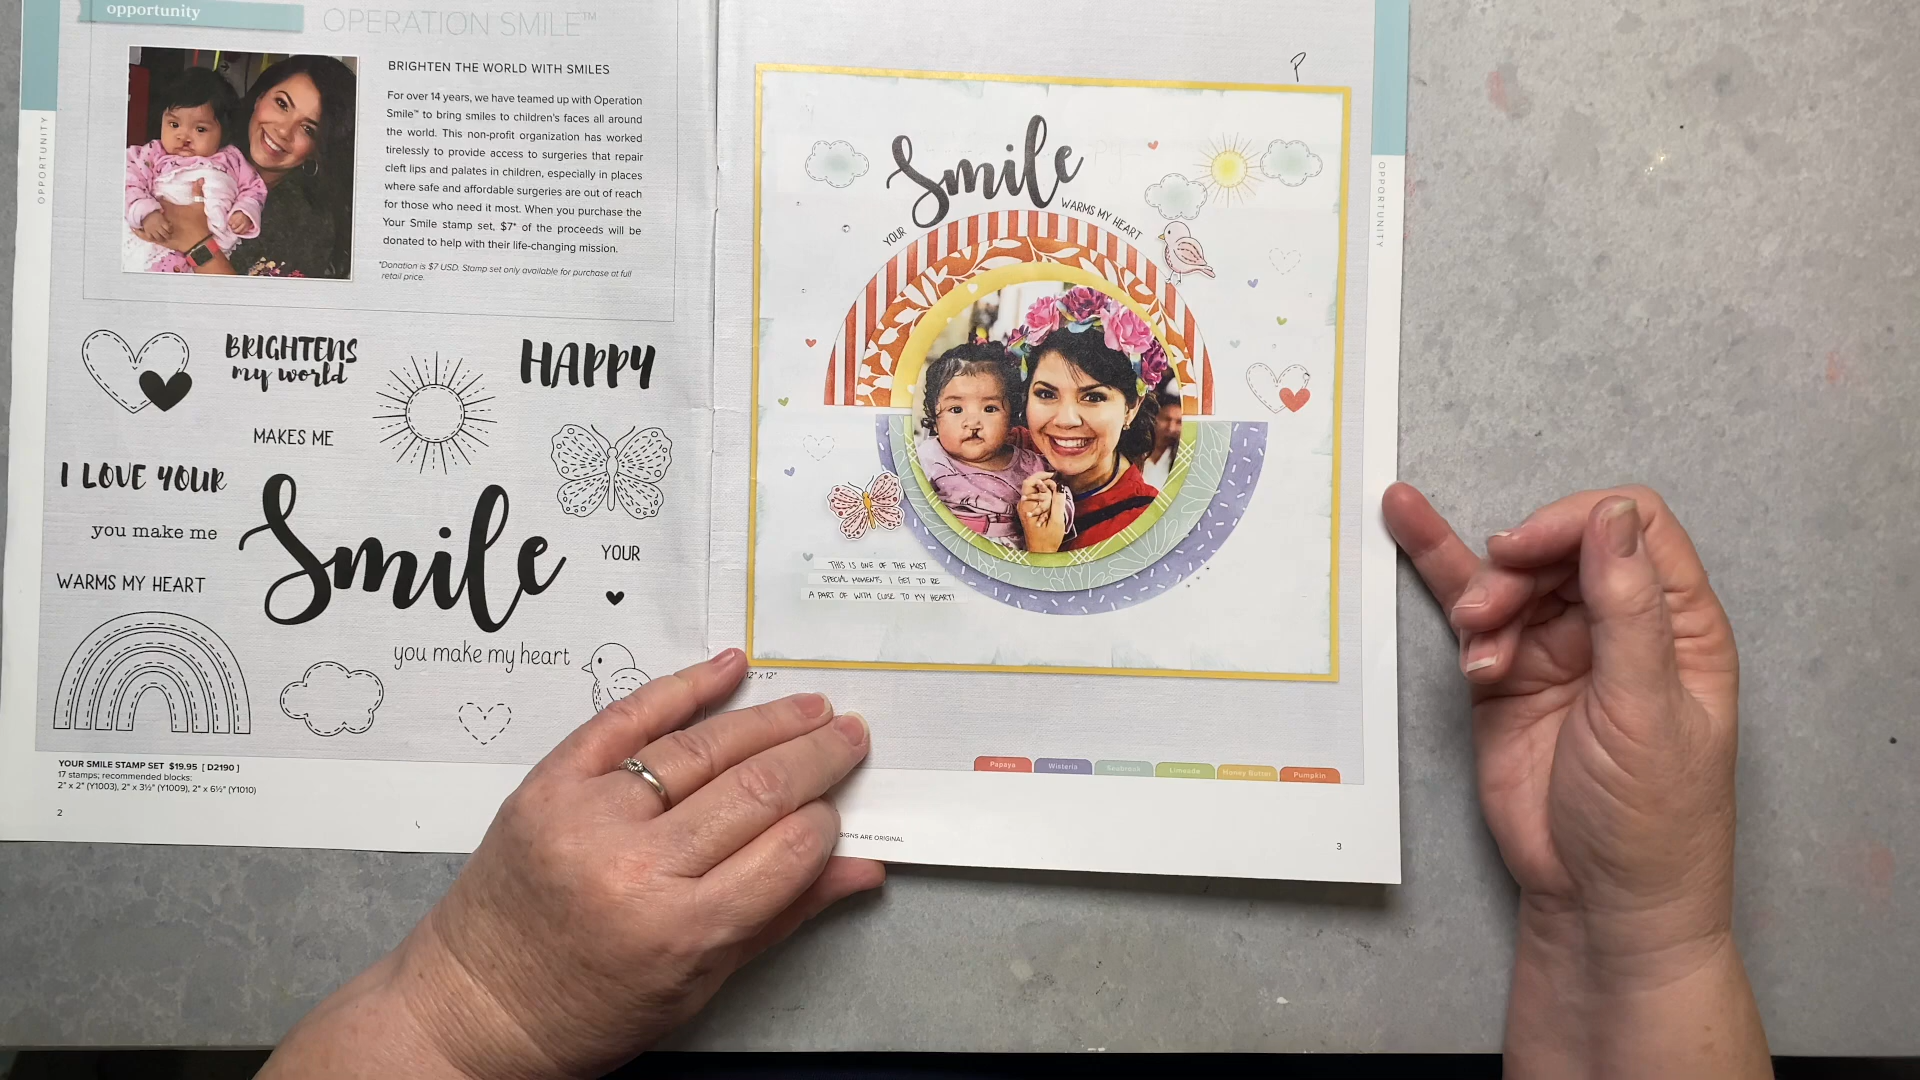 opportunity
OPERATION SMILE™
BRIGHTEN THE WORLD WITH SMILES
For over 14 years, we have teamed up with Operation
Smile™ to bring smiles to children's faces all around
the world. This non-profit organization has worked
tirelessly to provide access to surgeries that repair
cleft lips and palates in children, especially in places
where safe and affordable surgeries are out of reach
for those who need it most. When you purchase the
Your Smile stamp set, $7* of the proceeds will be
donated to help with their life-changing mission.
*Donation is $7 USD. Stamp set only available for purchase at full
retail price.
OPPORTUNITY
BRIGHTENS
my world
HAPPY
MAKES ME
I LOVE YOUR
you make me
Smile
YOUR
WARMS MY HEART
you make my heart
YOUR SMILE STAMP SET $19.95 [ D2190 ]
17 stamps; recommended blocks:
2" x 2" (Y1003), 2" x 3½" (Y1009), 2" x 6½" (Y1010)
2
P
Smile
YOUR
WARMS MY HEART
THIS IS ONE OF THE MOST
SPECIAL MOMENTS I GET TO BE
A PART OF WITH CLOSE TO MY HEART!
12" x 12"
OPPORTUNITY
Papaya
Wisteria
Seabrook
Limeade
Honey Butter
Pumpkin
SIGNS ARE ORIGINAL
3